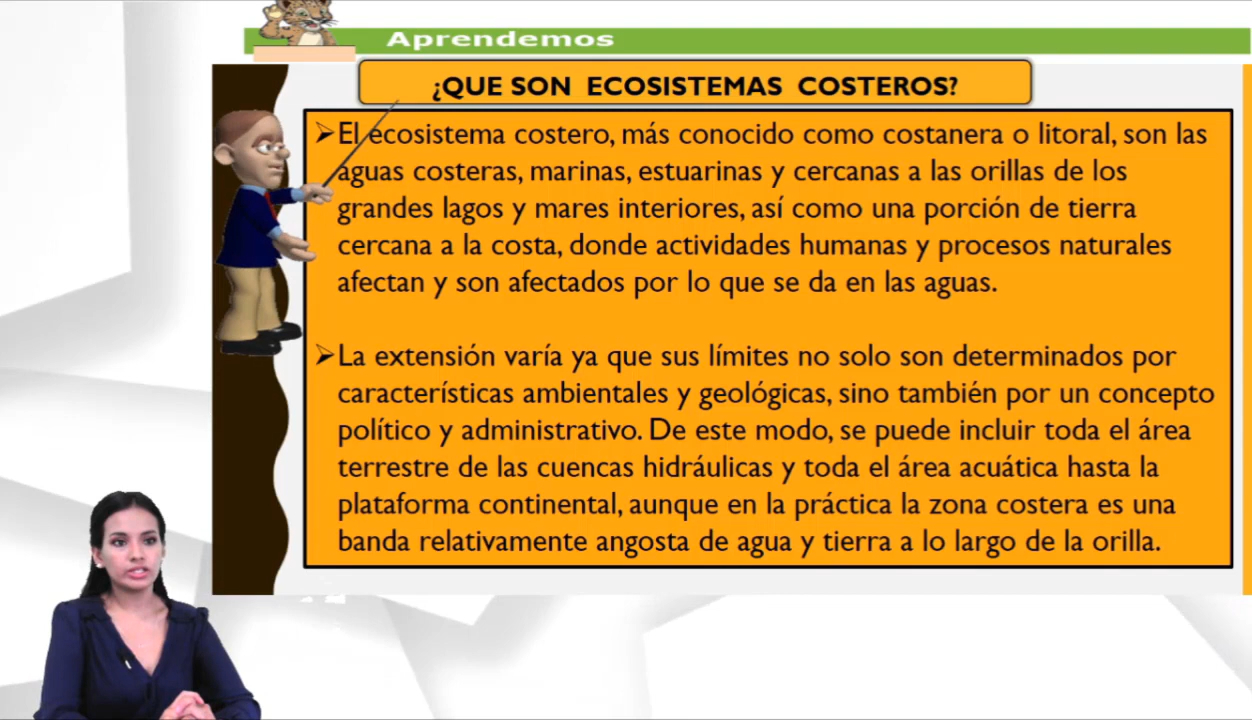 Aprendemos
¿QUE SON ECOSISTEMAS COSTEROS?
➢El ecosistema costero, más conocido como costanera o litoral, son las
aguas costeras, marinas, estuarinas y cercanas a las orillas de los
grandes lagos y mares interiores, así como una porción de tierra
cercana a la costa, donde actividades humanas y procesos naturales
afectan y son afectados por lo que se da en las aguas.
➢La extensión varía ya que sus límites no solo son determinados por
características ambientales y geológicas, sino también por un concepto
político y administrativo. De este modo, se puede incluir toda el área
terrestre de las cuencas hidráulicas y toda el área acuática hasta la
plataforma continental, aunque en la práctica la zona costera es una
banda relativamente angosta de agua y tierra a lo largo de la orilla.